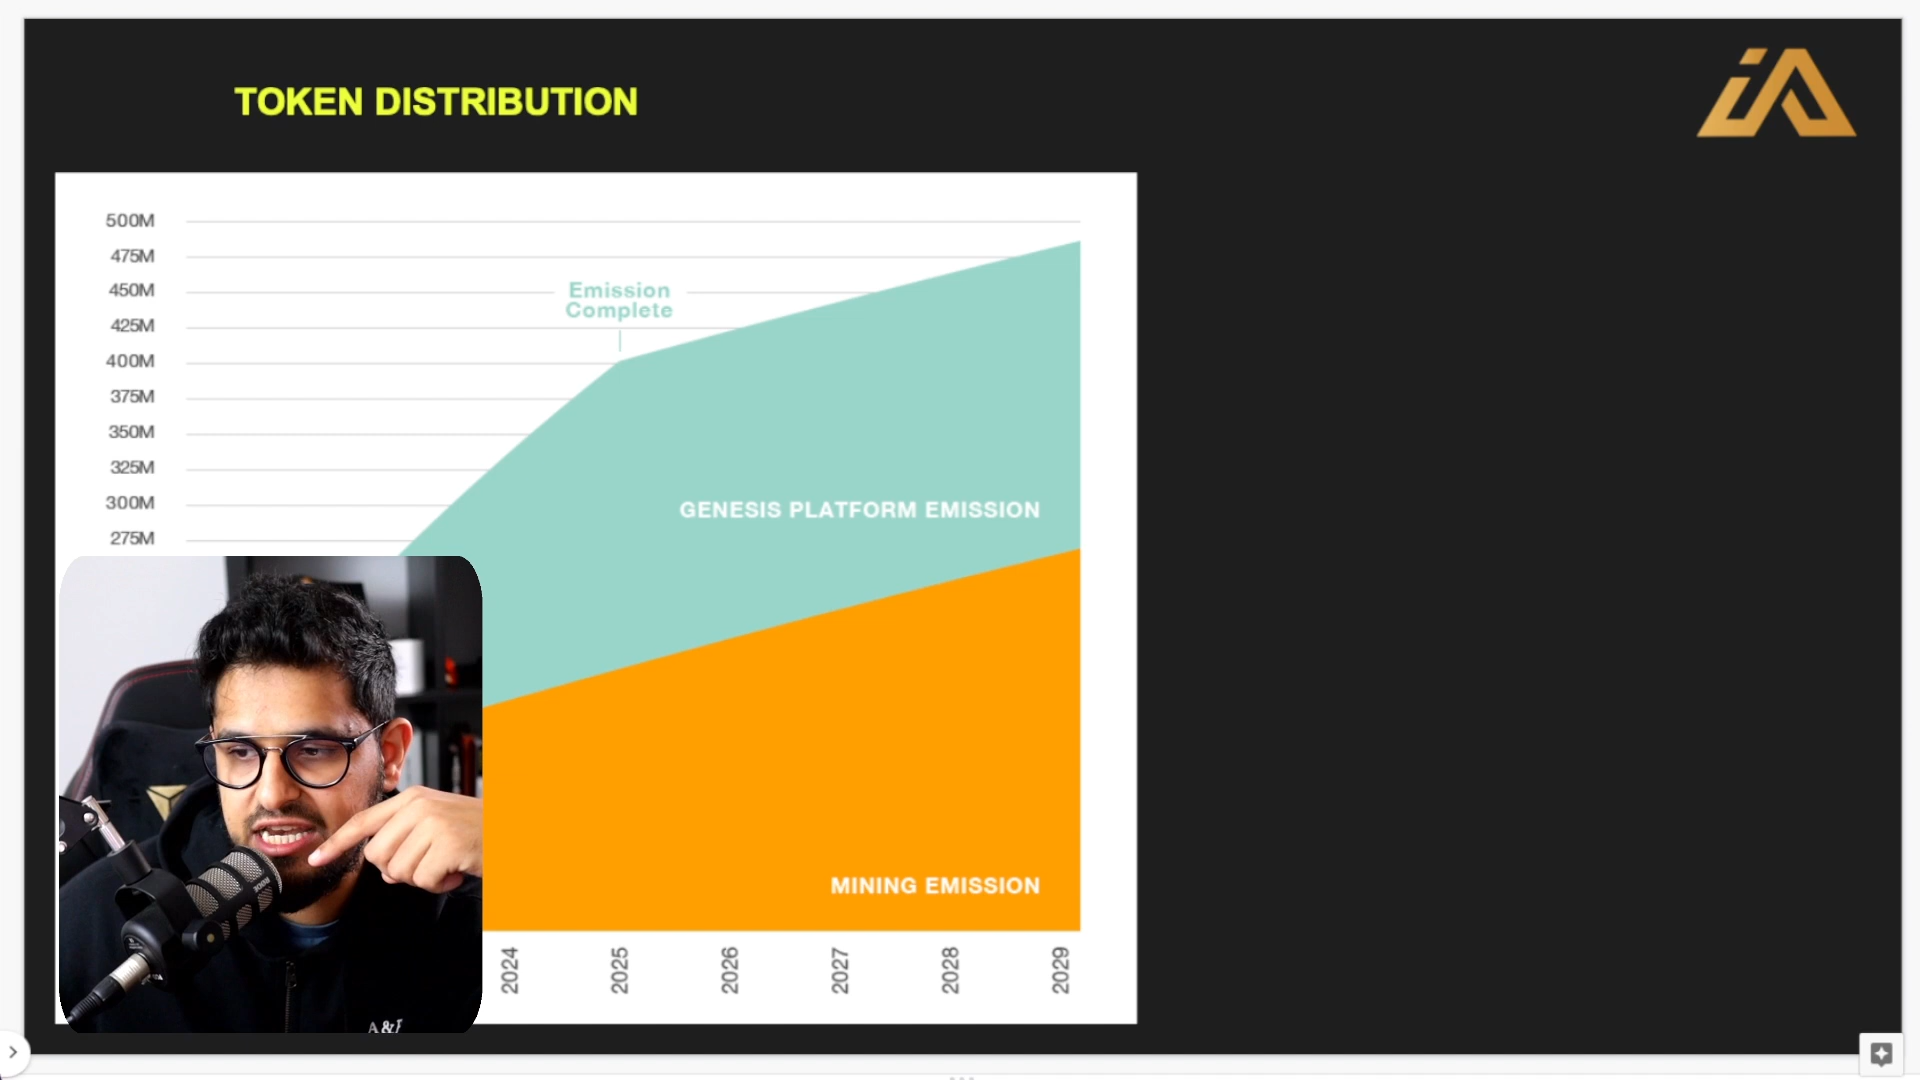 TOKEN DISTRIBUTION
500M
475M
450M
425M
400M
375M
350M
325M
300M
275M
Emission
Complete
GENESIS PLATFORM EMISSION
MINING EMISSION
2024
2025
2026
2027
2028
2029